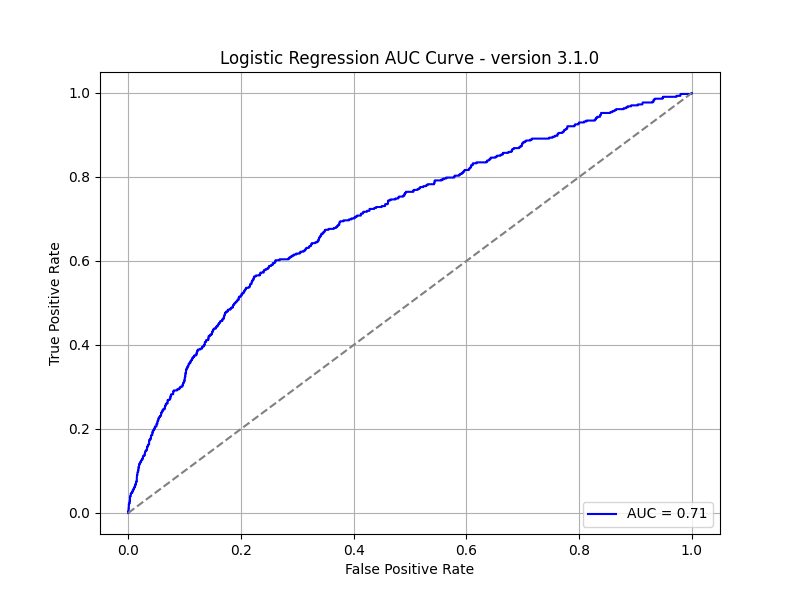 Logistic Regression AUC Curve - version 3.1.0
True Positive Rate
1.0
0.8
0.6
0.4
0.2
0.0
AUC = 0.71
0.0 0.2 0.4 0.6 0.8 1.0
False Positive Rate